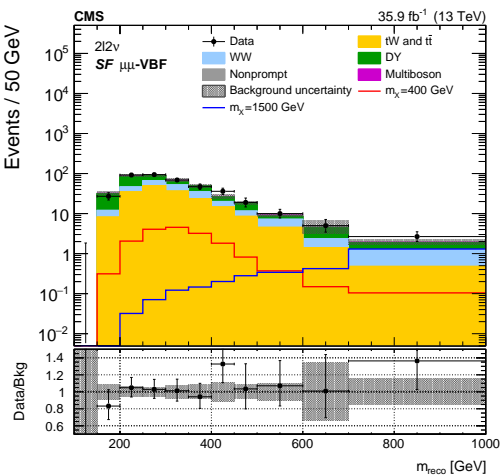 CMS 35.9 fb⁻¹ (13 TeV)
Events / 50 GeV
2l2ν
SF μμ-VBF
Data
tW and tt̄
WW
DY
Nonprompt
Multiboson
Background uncertainty
m_X=400 GeV
m_X=1500 GeV
10⁵
10⁴
10³
10²
10
1
10⁻¹
10⁻²
Data/Bkg
1.4
1.2
1
0.8
0.6
200 400 600 800 1000
m_reco [GeV]